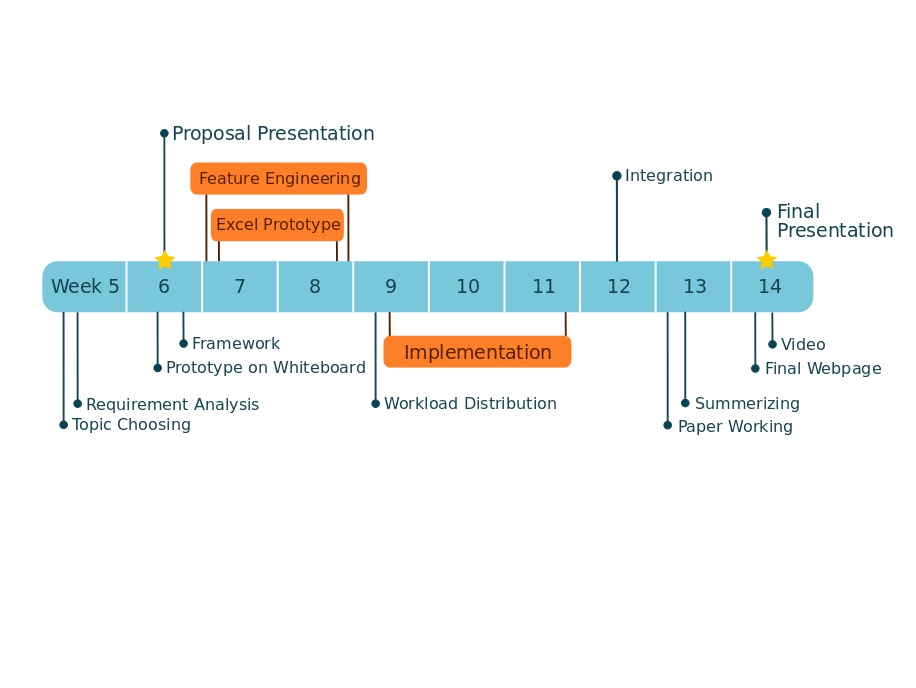 Proposal Presentation
Feature Engineering
Integration
Final
Presentation
Excel Prototype
Week 5 6 7 8 9 10 11 12 13 14
Framework
Video
Implementation
Prototype on Whiteboard
Final Webpage
Requirement Analysis
Workload Distribution
Summerizing
Topic Choosing
Paper Working